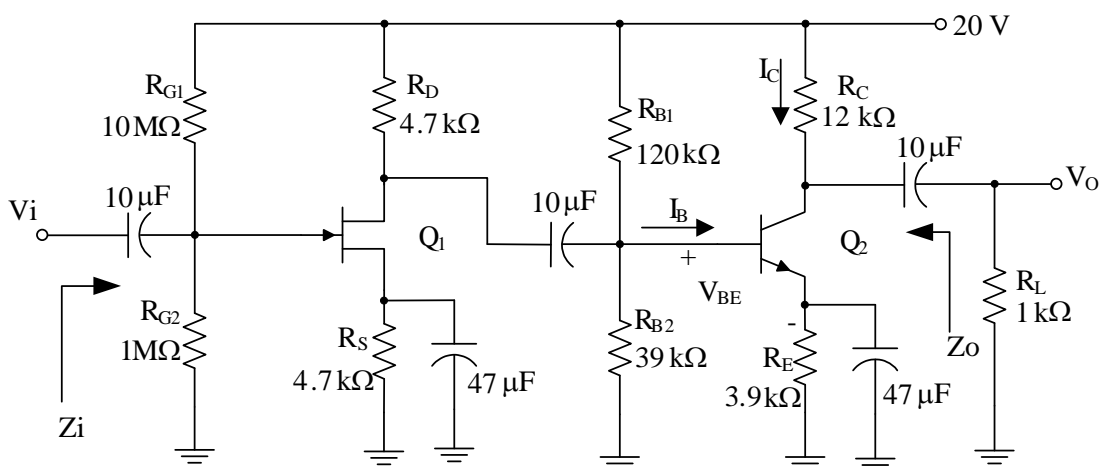 20 V
R_G1
10 MΩ
R_D
4.7 kΩ
R_B1
120 kΩ
I_C
R_C
12 kΩ
10 μF
V_O
Vi
10 μF
Q_1
10 μF
I_B
+
V_BE
-
Q_2
R_L
1 kΩ
R_G2
1MΩ
R_S
4.7 kΩ
47 μF
R_B2
39 kΩ
R_E
3.9 kΩ
47 μF
Zo
Zi